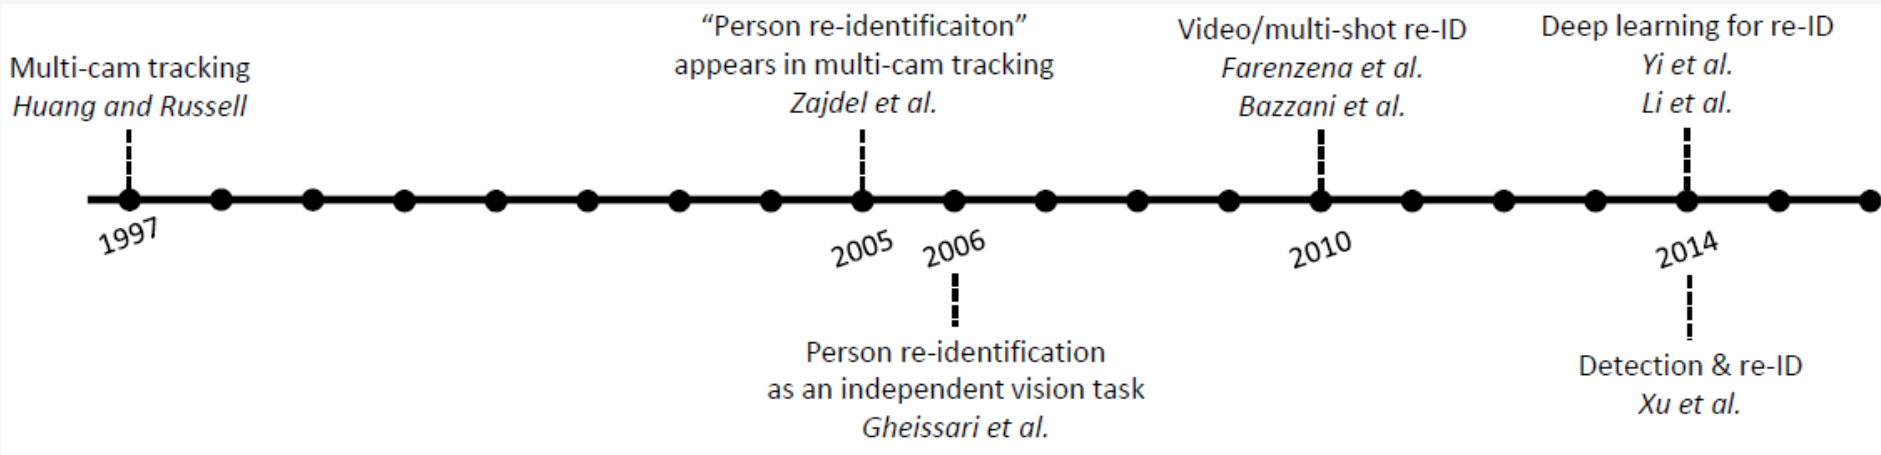 Multi-cam tracking
Huang and Russell
“Person re-identificaiton”
appears in multi-cam tracking
Zajdel et al.
Video/multi-shot re-ID
Farenzena et al.
Bazzani et al.
Deep learning for re-ID
Yi et al.
Li et al.
1997
2005
2006
2010
2014
Person re-identification
as an independent vision task
Gheissari et al.
Detection & re-ID
Xu et al.